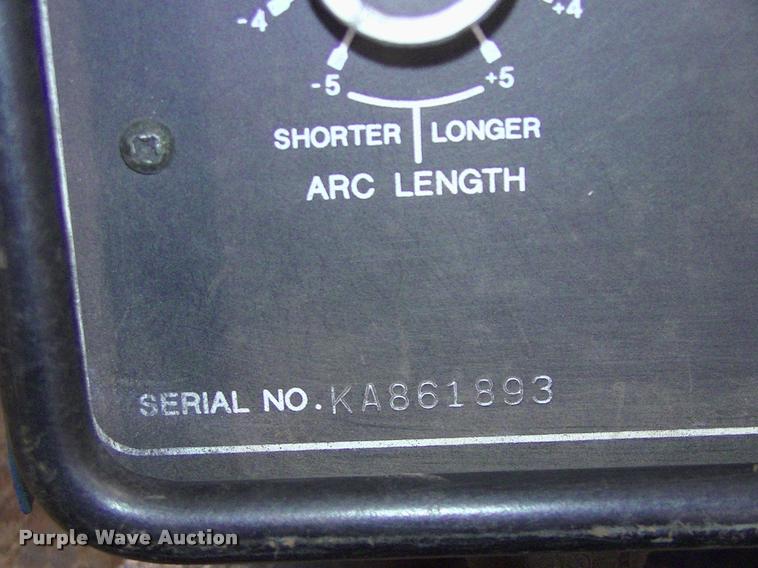 -4 +4
-5 +5
SHORTER LONGER
ARC LENGTH
SERIAL NO. KA861893
Purple Wave Auction